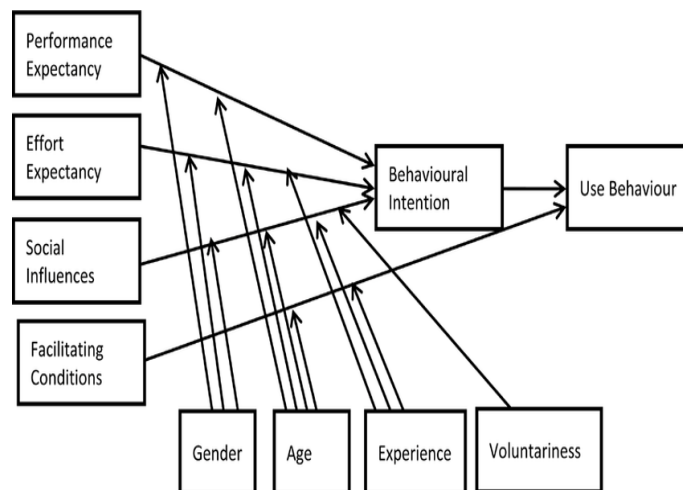 Performance
Expectancy
Effort
Expectancy
Behavioural
Intention
Use Behaviour
Social
Influences
Facilitating
Conditions
Gender
Age
Experience
Voluntariness